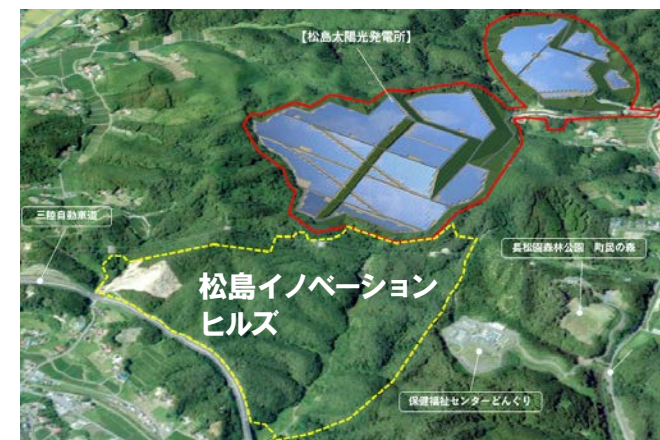 【松島太陽光発電所】
三陸自動車道
長松園森林公園 町民の森
松島イノベーション
ヒルズ
保健福祉センターどんぐり